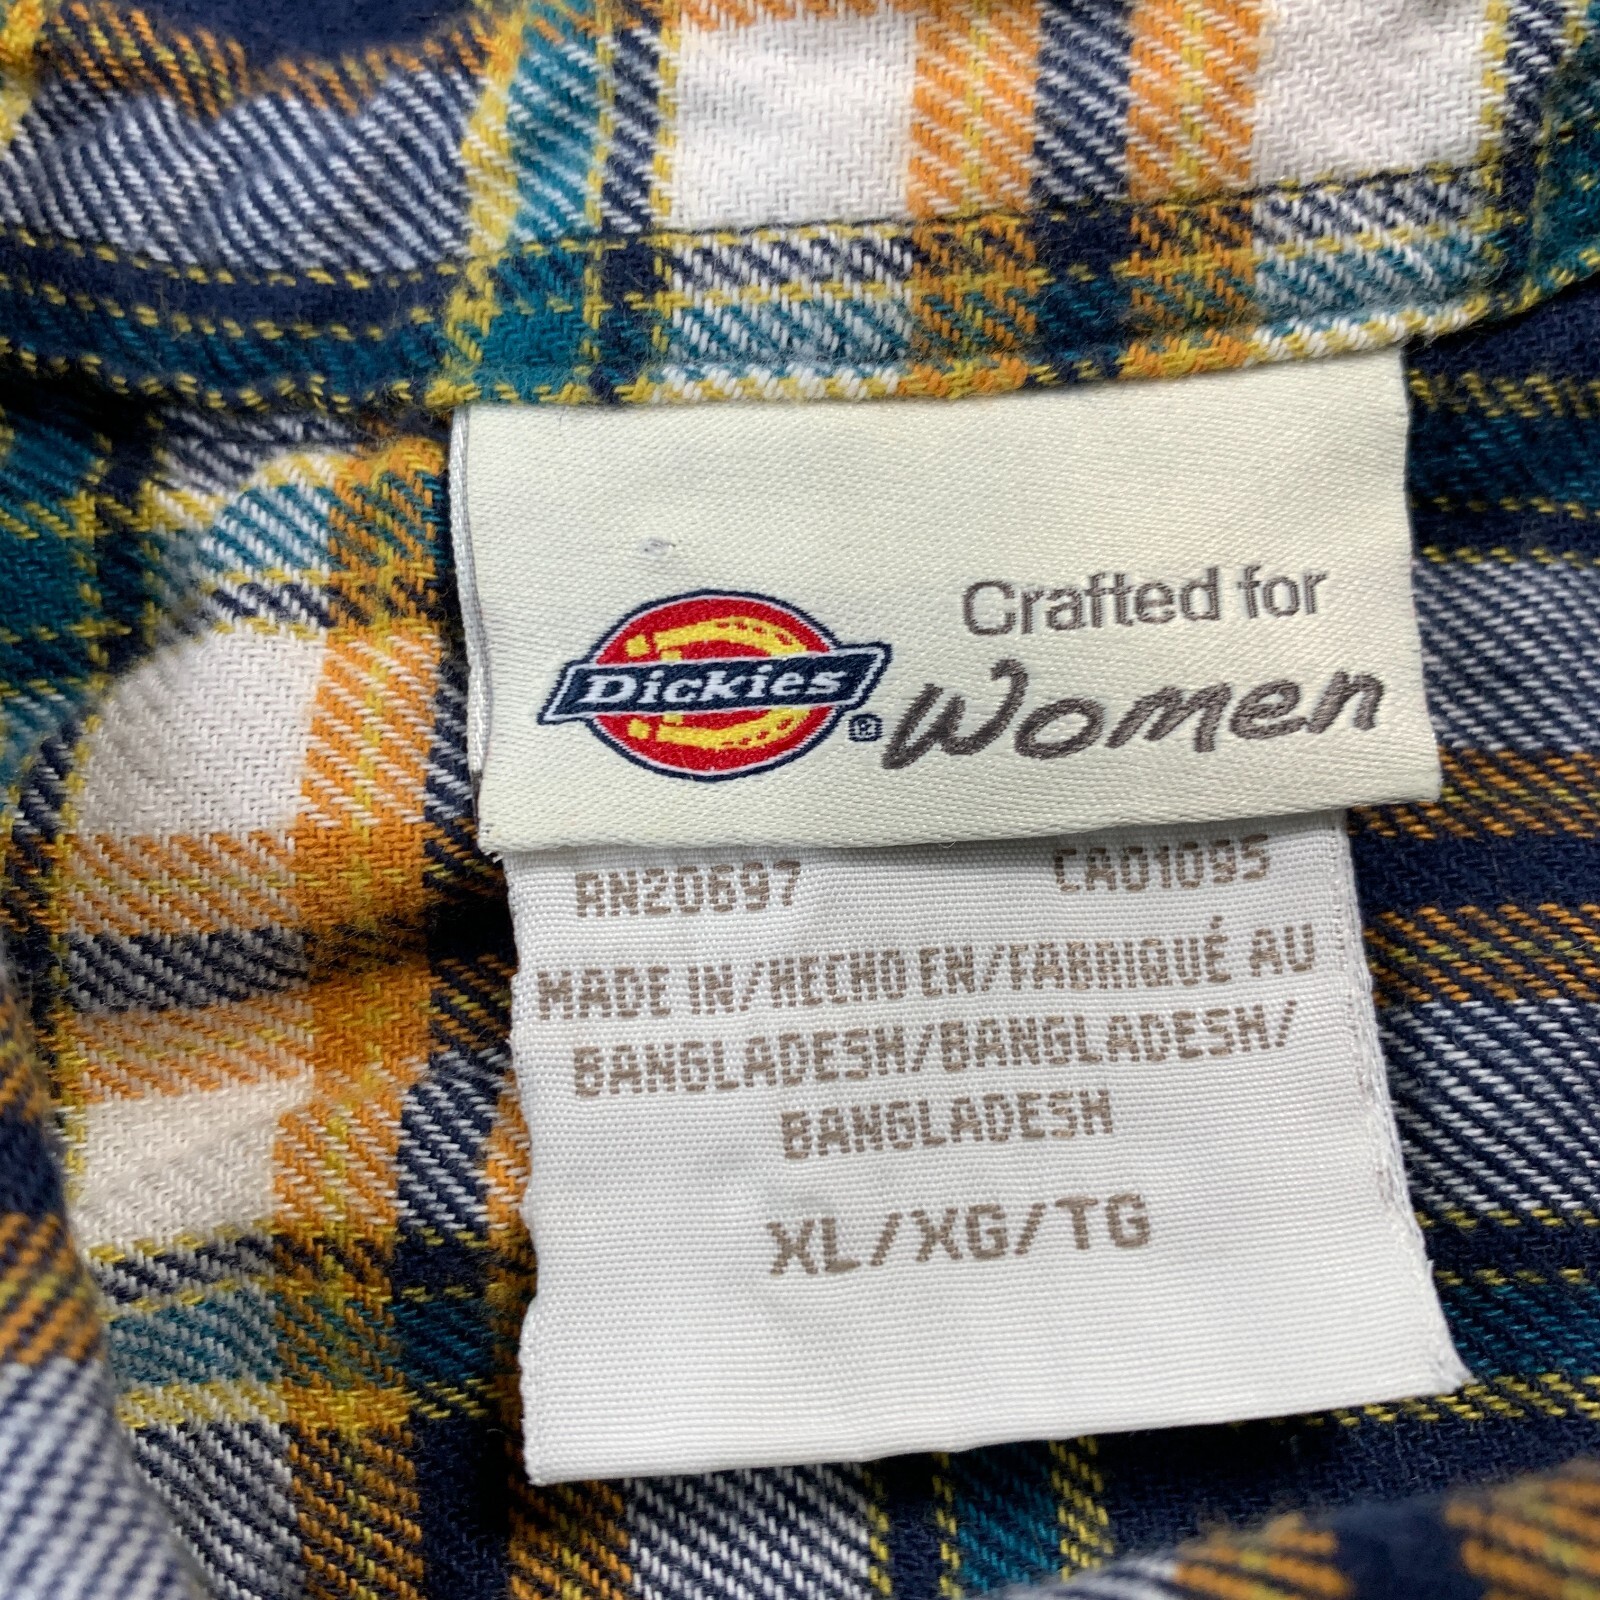 Crafted for
Dickies ® Women
RN20697 CA01095
MADE IN/HECHO EN/FABRIQUÉ AU
BANGLADESH/BANGLADESH/
BANGLADESH
XL/XG/TG